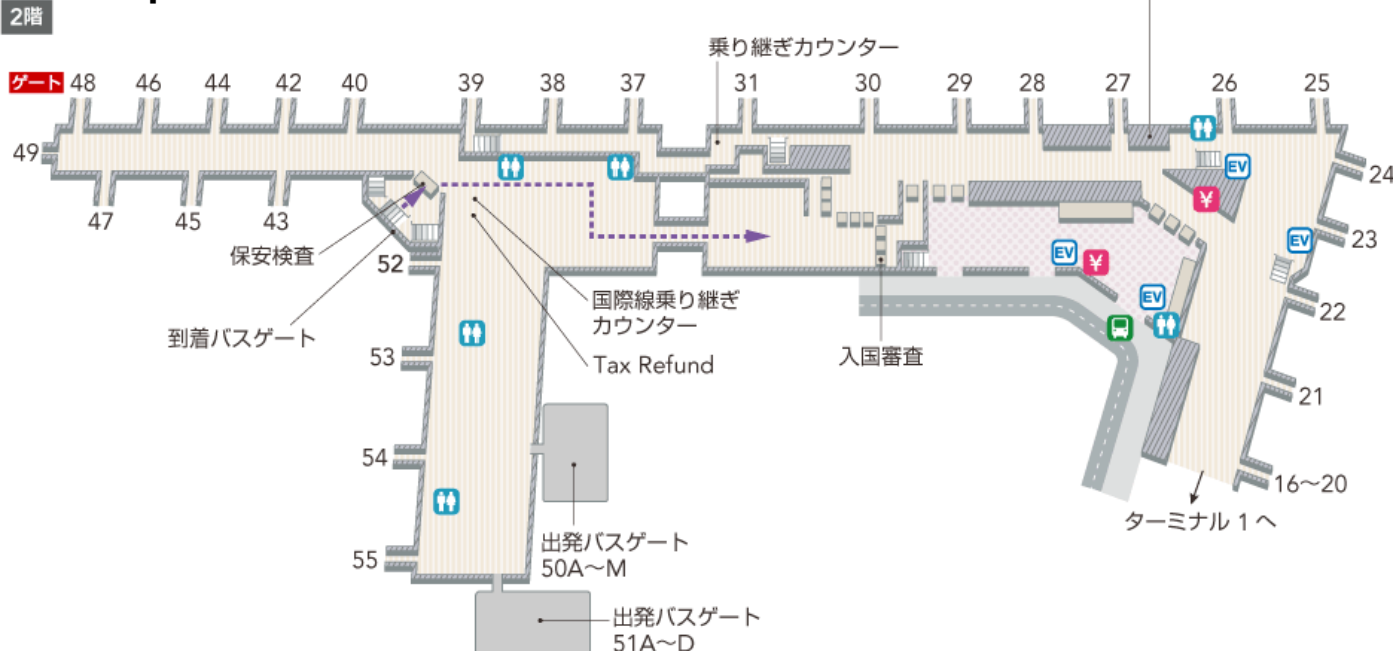 2階
乗り継ぎカウンター
ゲート 48 46 44 42 40 39 38 37 31 30 29 28 27 26 25
49
24
47 45 43
EV
¥
23
EV
保安検査
52
EV
¥
国際線乗り継ぎ
カウンター
EV
22
到着バスゲート
入国審査
53
Tax Refund
21
54
16〜20
ターミナル 1 へ
出発バスゲート
50A〜M
55
出発バスゲート
51A〜D